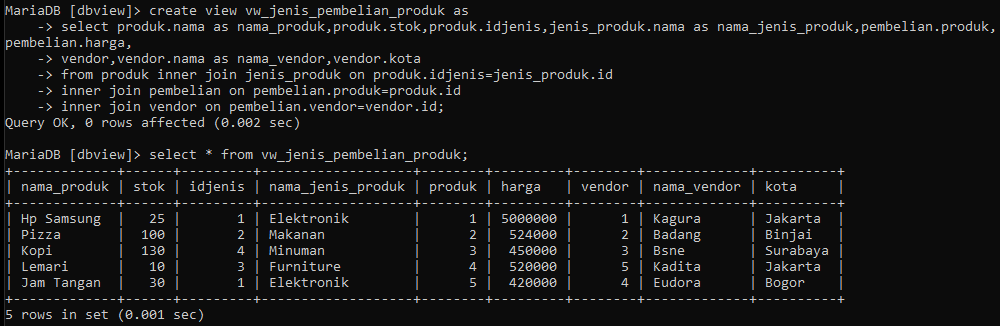 MariaDB [dbview]> create view vw_jenis_pembelian_produk as
    -> select produk.nama as nama_produk,produk.stok,produk.idjenis,jenis_produk.nama as nama_jenis_produk,pembelian.produk,
pembelian.harga,
    -> vendor,vendor.nama as nama_vendor,vendor.kota
    -> from produk inner join jenis_produk on produk.idjenis=jenis_produk.id
    -> inner join pembelian on pembelian.produk=produk.id
    -> inner join vendor on pembelian.vendor=vendor.id;
Query OK, 0 rows affected (0.002 sec)

MariaDB [dbview]> select * from vw_jenis_pembelian_produk;
+-------------+------+---------+-------------------+--------+---------+--------+-------------+----------+
| nama_produk | stok | idjenis | nama_jenis_produk | produk | harga   | vendor | nama_vendor | kota     |
+-------------+------+---------+-------------------+--------+---------+--------+-------------+----------+
| Hp Samsung  |   25 |       1 | Elektronik        |      1 | 5000000 |      1 | Kagura      | Jakarta  |
| Pizza       |  100 |       2 | Makanan           |      2 |  524000 |      2 | Badang      | Binjai   |
| Kopi        |  130 |       4 | Minuman           |      3 |  450000 |      3 | Bsne        | Surabaya |
| Lemari      |   10 |       3 | Furniture         |      4 |  520000 |      5 | Kadita      | Jakarta  |
| Jam Tangan  |   30 |       1 | Elektronik        |      5 |  420000 |      4 | Eudora      | Bogor    |
+-------------+------+---------+-------------------+--------+---------+--------+-------------+----------+
5 rows in set (0.001 sec)